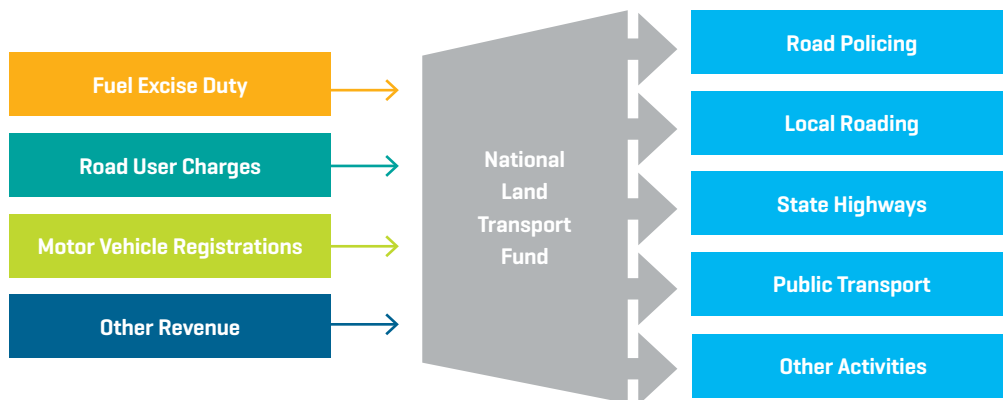 Fuel Excise Duty
Road User Charges
Motor Vehicle Registrations
Other Revenue
National
Land
Transport
Fund
Road Policing
Local Roading
State Highways
Public Transport
Other Activities